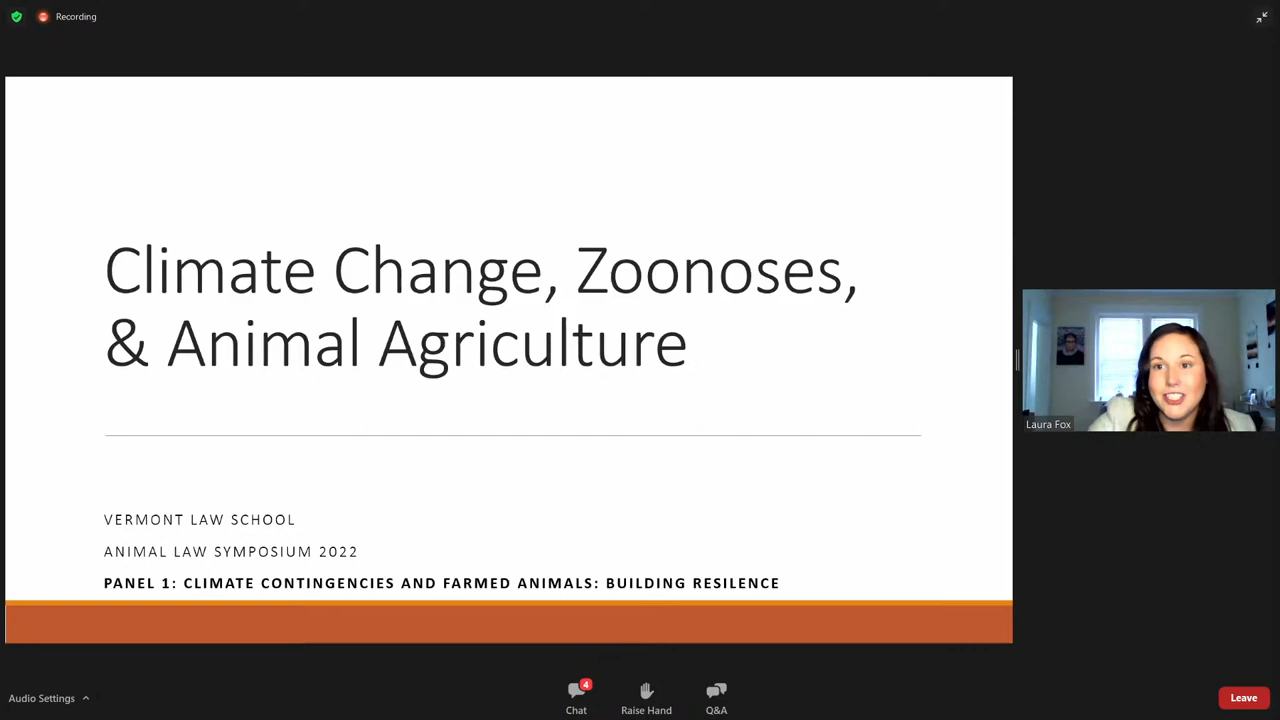 Recording
Climate Change, Zoonoses,
& Animal Agriculture
VERMONT LAW SCHOOL
ANIMAL LAW SYMPOSIUM 2022
PANEL 1: CLIMATE CONTINGENCIES AND FARMED ANIMALS: BUILDING RESILENCE
Laura Fox
Audio Settings
4
Chat
Raise Hand
Q&A
Leave